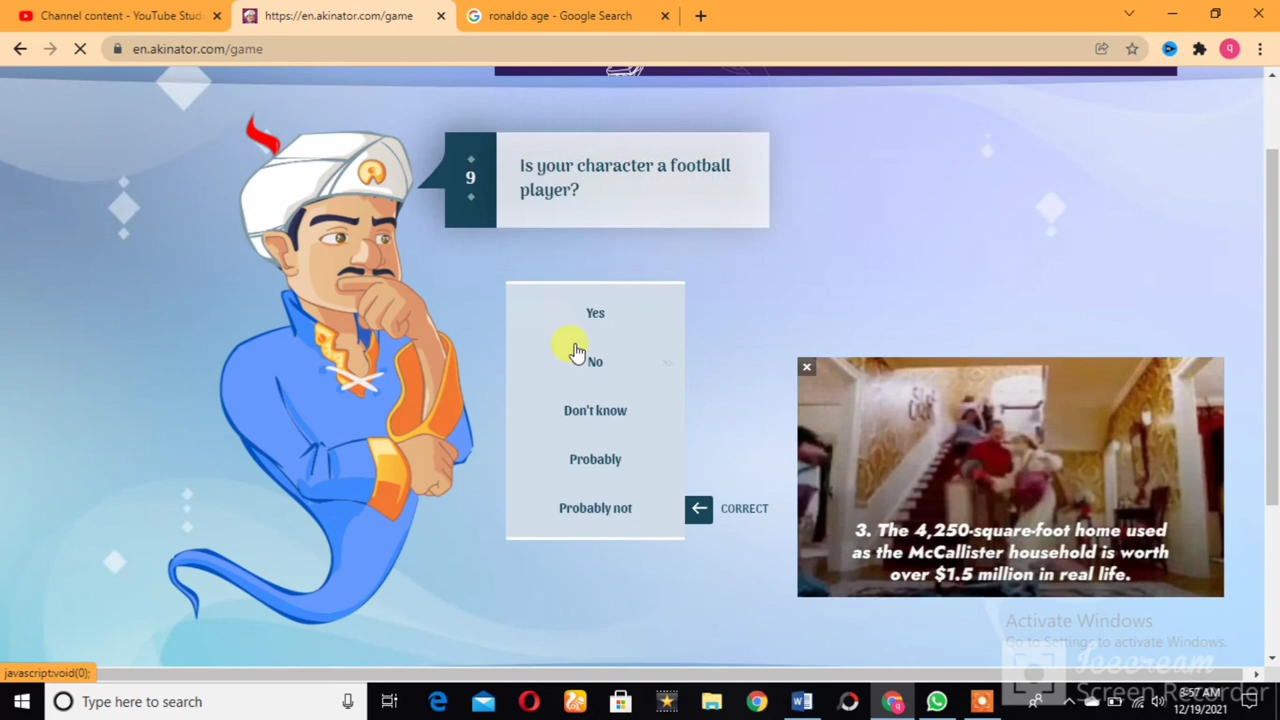 Channel content - YouTube Stud
https://en.akinator.com/game
ronaldo age - Google Search
en.akinator.com/game
q
9
Is your character a football
player?
Yes
No
Don't know
Probably
Probably not
CORRECT
3. The 4,250-square-foot home used
as the McCallister household is worth
over $1.5 million in real life.
Activate Windows
Go to Settings to activate Windows.
Icecream
Screen Recorder
javascript:void(0);
Type here to search
3:57 AM
12/19/2021